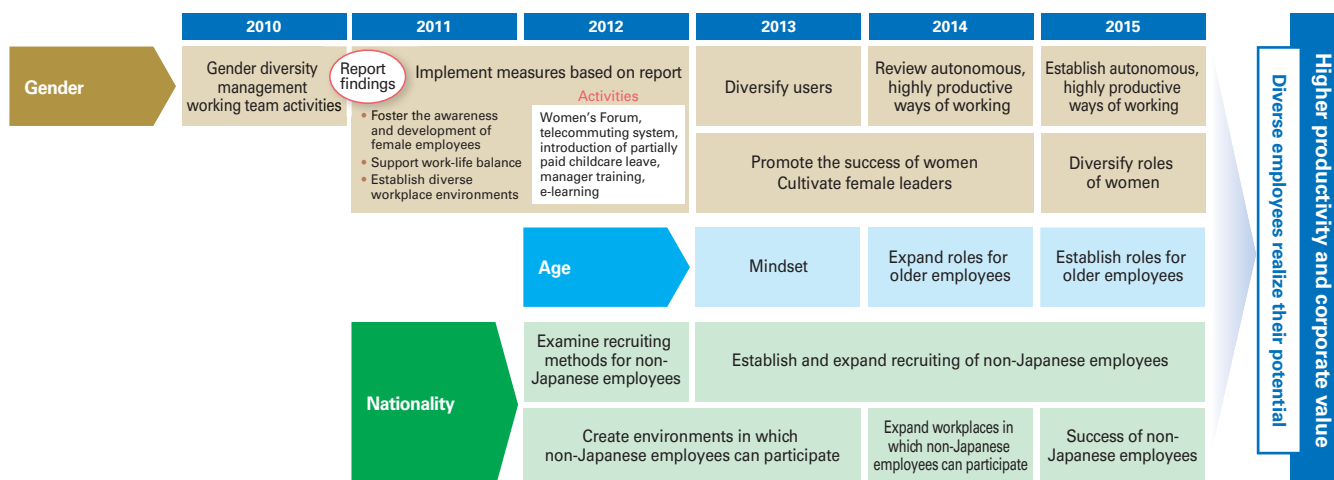 2010
2011
2012
2013
2014
2015
Gender
Gender diversity
management
working team activities
Report
findings
Implement measures based on report
• Foster the awareness
and development of
female employees
• Support work-life balance
• Establish diverse
workplace environments
Activities
Women's Forum,
telecommuting system,
introduction of partially
paid childcare leave,
manager training,
e-learning
Diversify users
Review autonomous,
highly productive
ways of working
Establish autonomous,
highly productive
ways of working
Promote the success of women
Cultivate female leaders
Diversify roles
of women
Age
Mindset
Expand roles for
older employees
Establish roles for
older employees
Nationality
Examine recruiting
methods for non-
Japanese employees
Establish and expand recruiting of non-Japanese employees
Create environments in which
non-Japanese employees can participate
Expand workplaces in
which non-Japanese
employees can participate
Success of non-
Japanese employees
Diverse employees realize their potential
Higher productivity and corporate value